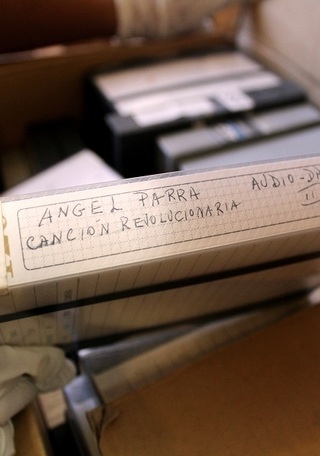 ANGEL PARRA AUDIO-
CANCION REVOLUCIONARIA